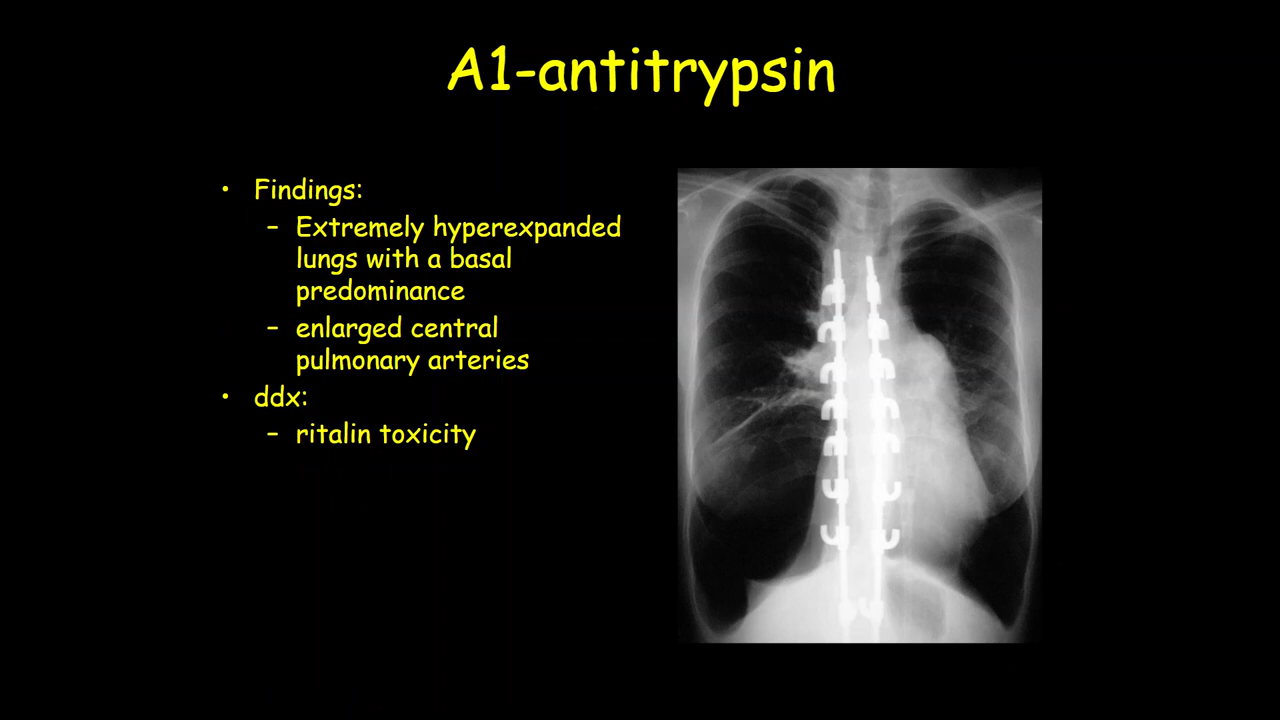 A1-antitrypsin
• Findings:
– Extremely hyperexpanded
lungs with a basal
predominance
– enlarged central
pulmonary arteries
• ddx:
– ritalin toxicity